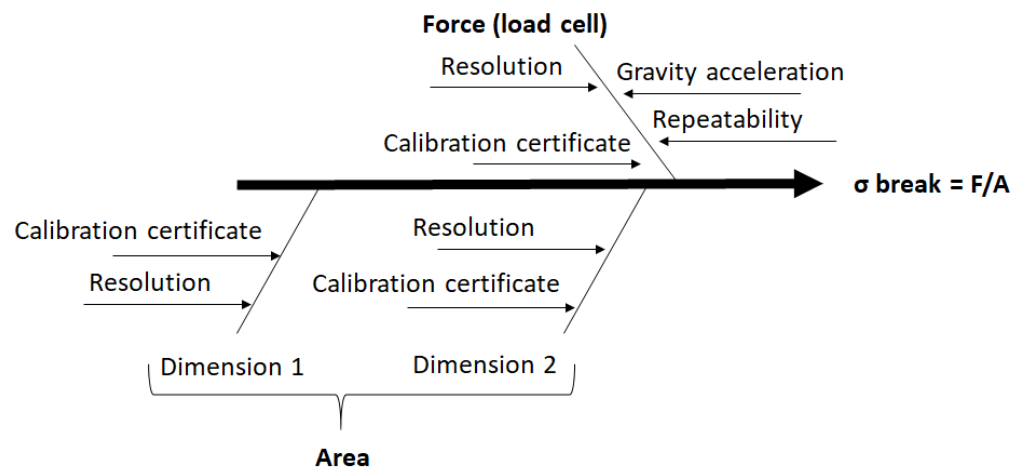 Force (load cell)
Resolution
Gravity acceleration
Repeatability
Calibration certificate
σ break = F/A
Calibration certificate
Resolution
Resolution
Calibration certificate
Dimension 1
Dimension 2
Area